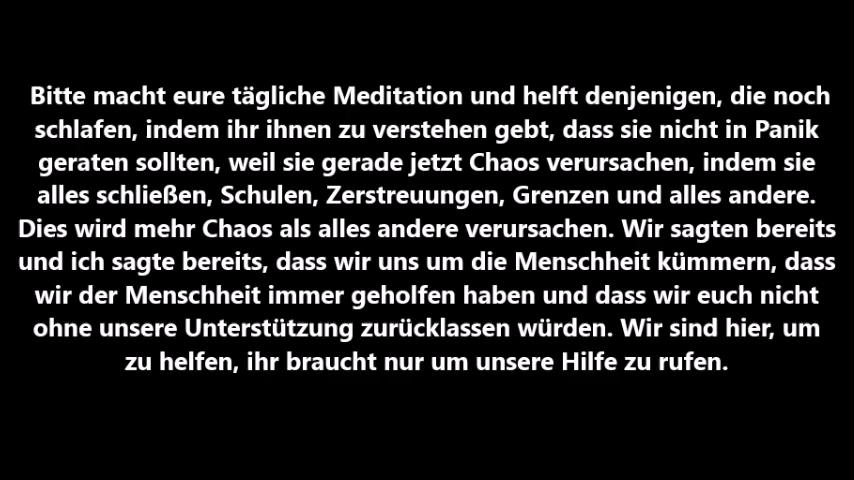 Bitte macht eure tägliche Meditation und helft denjenigen, die noch
schlafen, indem ihr ihnen zu verstehen gebt, dass sie nicht in Panik
geraten sollten, weil sie gerade jetzt Chaos verursachen, indem sie
alles schließen, Schulen, Zerstreuungen, Grenzen und alles andere.
Dies wird mehr Chaos als alles andere verursachen. Wir sagten bereits
und ich sagte bereits, dass wir uns um die Menschheit kümmern, dass
wir der Menschheit immer geholfen haben und dass wir euch nicht
ohne unsere Unterstützung zurücklassen würden. Wir sind hier, um
zu helfen, ihr braucht nur um unsere Hilfe zu rufen.